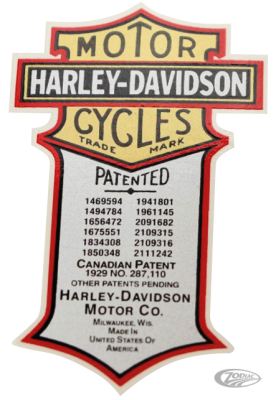 MOTOR
HARLEY-DAVIDSON
CYCLES
TRADE MARK
PATENTED
1469594 1941801
1494784 1961145
1656472 2091682
1675551 2109315
1834308 2109316
1850348 2111242
CANADIAN PATENT
1929 NO. 287,110
OTHER PATENTS PENDING
HARLEY-DAVIDSON
MOTOR CO.
MILWAUKEE, WIS.
MADE IN
UNITED STATES OF
AMERICA
ZODIAC